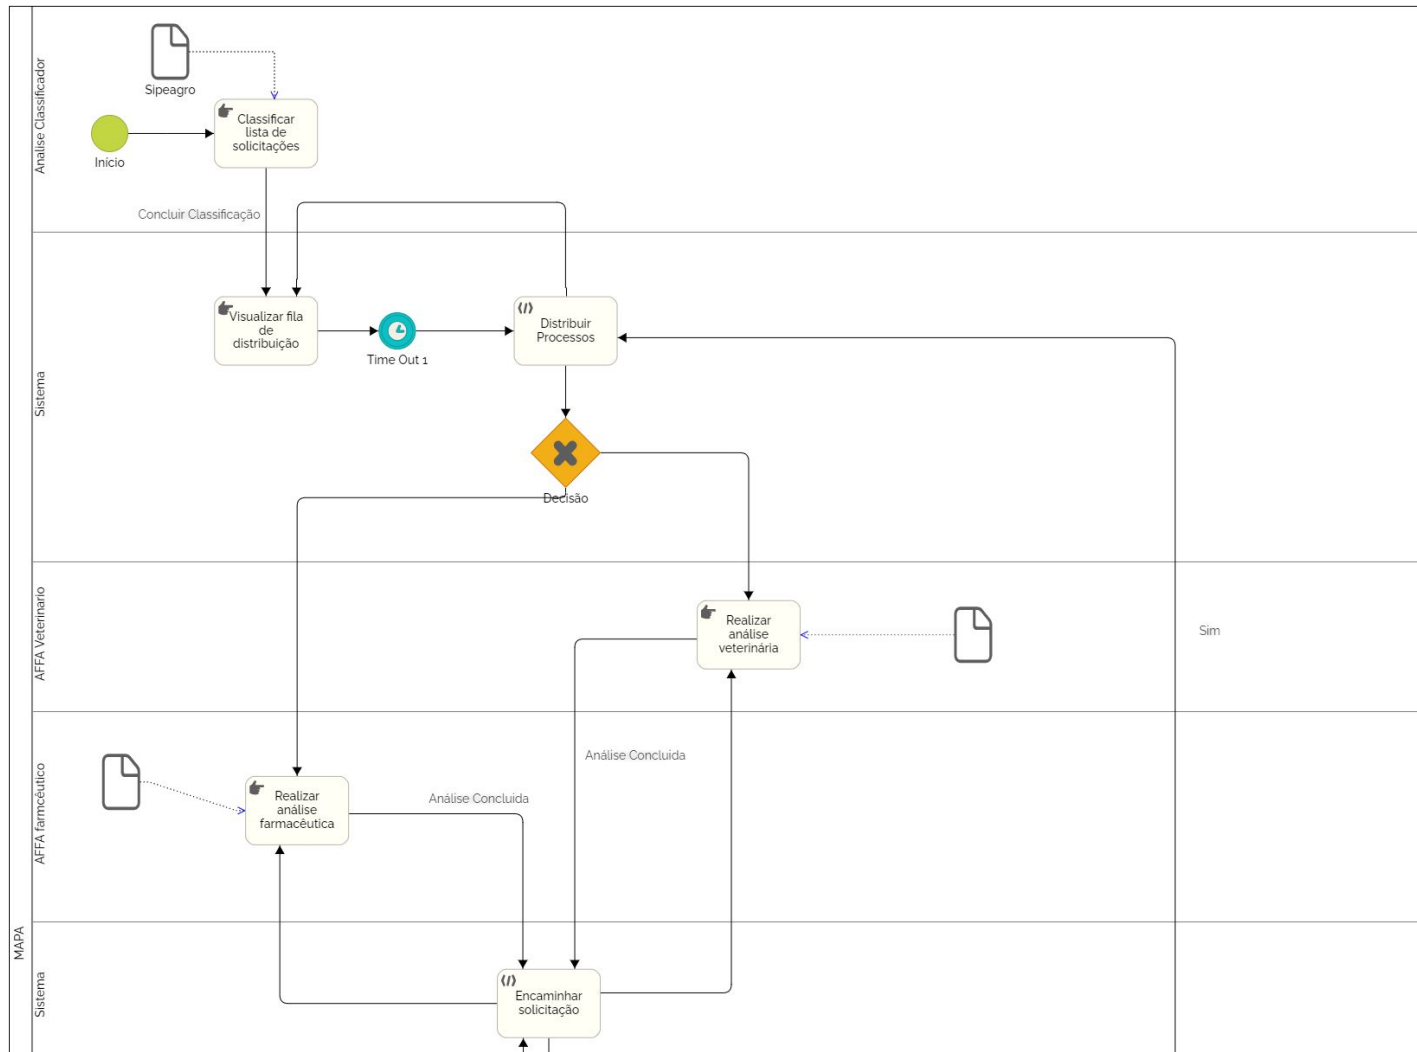 Analise Classificador
Sipeagro
Classificar
lista de
solicitações
Início
Concluir Classificação
Sistema
Visualizar fila
de
distribuição
Time Out 1
Distribuir
Processos
Decisão
AFFA Veterinario
Realizar
análise
veterinária
Sim
Análise Concluida
AFFA farmcéutico
Realizar
análise
farmacêutica
Análise Concluida
MAPA
Sistema
Encaminhar
solicitação